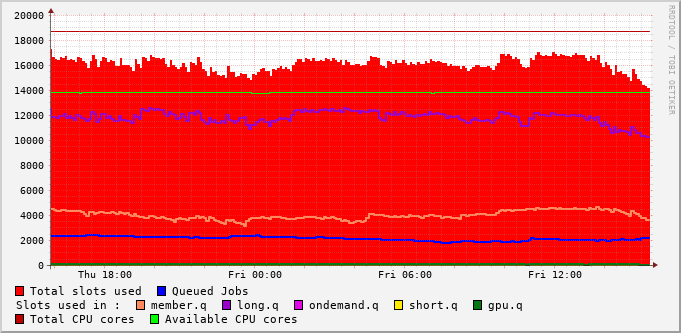 RRDTOOL / TOBI OETIKER
20000
18000
16000
14000
12000
10000
8000
6000
4000
2000
0
Thu 18:00 Fri 00:00 Fri 06:00 Fri 12:00
Total slots used Queued Jobs
Slots used in : member.q long.q ondemand.q short.q gpu.q
Total CPU cores Available CPU cores